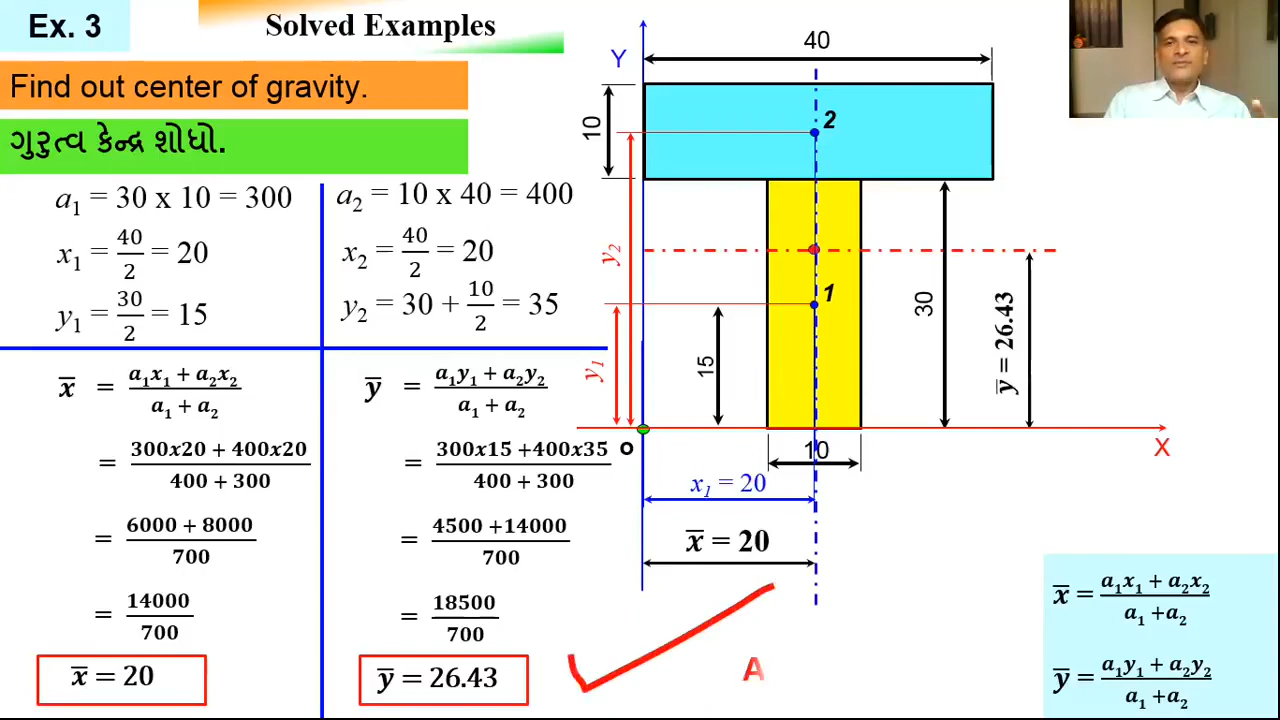 Ex. 3
Solved Examples
Find out center of gravity.
ગુરુત્વ કેન્દ્ર શોધો.
a₁ = 30 x 10 = 300
x₁ = 40/2 = 20
y₁ = 30/2 = 15
a₂ = 10 x 40 = 400
x₂ = 40/2 = 20
y₂ = 30 + 10/2 = 35
x̅ = (a₁x₁ + a₂x₂)/(a₁ + a₂)
= (300x20 + 400x20)/(400 + 300)
= (6000 + 8000)/700
= 14000/700
x̅ = 20
y̅ = (a₁y₁ + a₂y₂)/(a₁ + a₂)
= (300x15 +400x35)/(400 + 300)
= (4500 +14000)/700
= 18500/700
y̅ = 26.43
Y
40
10
2
y₂
1
30
y̅ = 26.43
y₁
15
O
X
10
x₁ = 20
x̅ = 20
A
x̅ = (a₁x₁ + a₂x₂)/(a₁ +a₂)
y̅ = (a₁y₁ + a₂y₂)/(a₁ +a₂)